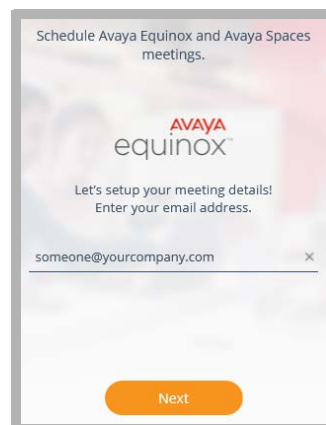 Schedule Avaya Equinox and Avaya Spaces
meetings.
AVAYA
equinox™
Let's setup your meeting details!
Enter your email address.
someone@yourcompany.com ×
Next